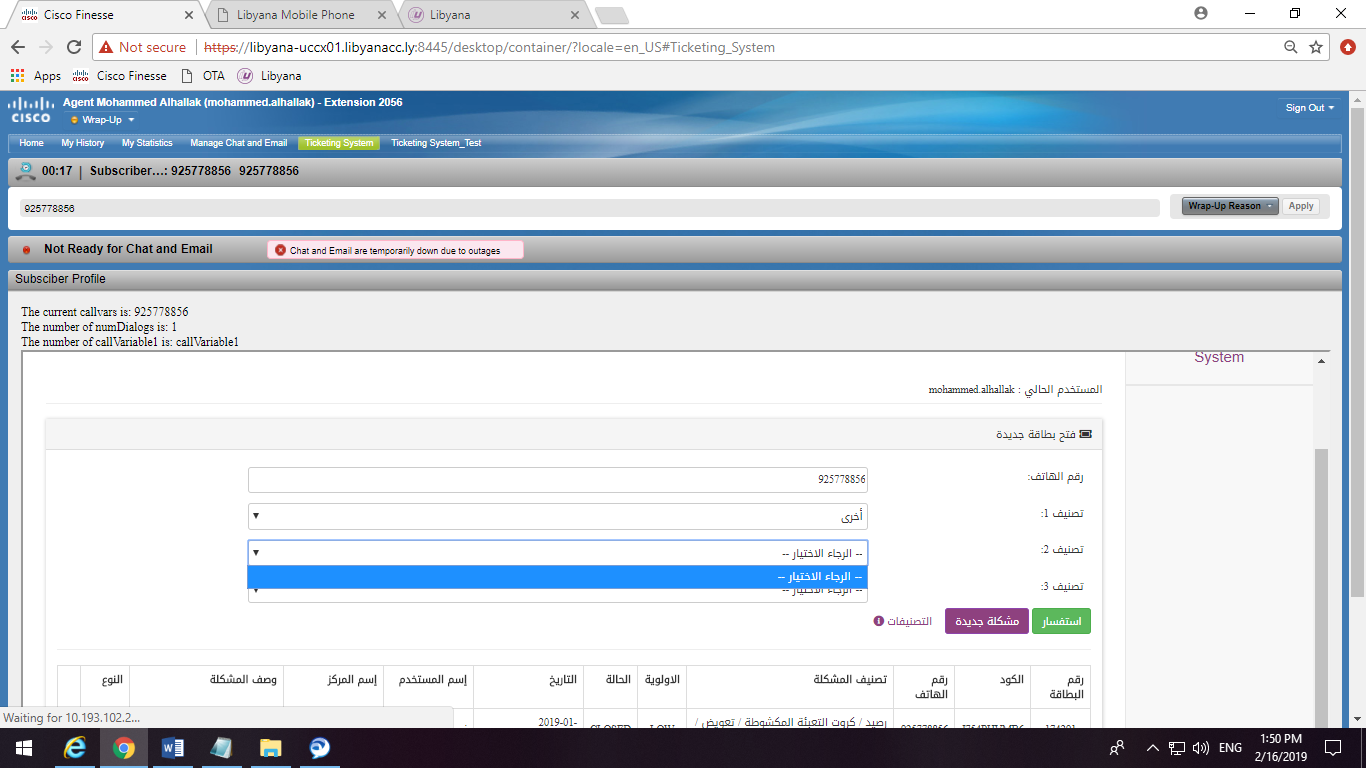 Cisco Finesse
Libyana Mobile Phone
Libyana
Not secure
https://libyana-uccx01.libyanacc.ly:8445/desktop/container/?locale=en_US#Ticketing_System
Apps
Cisco Finesse
OTA
Libyana
CISCO
Agent Mohammed Alhallak (mohammed.alhallak) - Extension 2056
Wrap-Up
Sign Out
Home
My History
My Statistics
Manage Chat and Email
Ticketing System
Ticketing System_Test
00:17 | Subscriber...: 925778856 925778856
925778856
Wrap-Up Reason
Apply
Not Ready for Chat and Email
Chat and Email are temporarily down due to outages
Subsciber Profile
The current callvars is: 925778856
The number of numDialogs is: 1
The number of callVariable1 is: callVariable1
System
المستخدم الحالي : mohammed.alhallak
فتح بطاقة جديدة
رقم الهاتف:
925778856
تصنيف 1:
أخرى
تصنيف 2:
-- الرجاء الاختيار --
-- الرجاء الاختيار --
تصنيف 3:
-- الرجاء الاختيار --
استفسار
مشكلة جديدة
التصنيفات
رقم البطاقة
الكود
رقم الهاتف
تصنيف المشكلة
الاولوية
الحالة
التاريخ
إسم المستخدم
إسم المركز
وصف المشكلة
النوع
رصيد / كروت التعبئة المكشوطة / تعويض /
2019-01-
LOW
CLOSED
Waiting for 10.193.102.2...
ENG
1:50 PM
2/16/2019